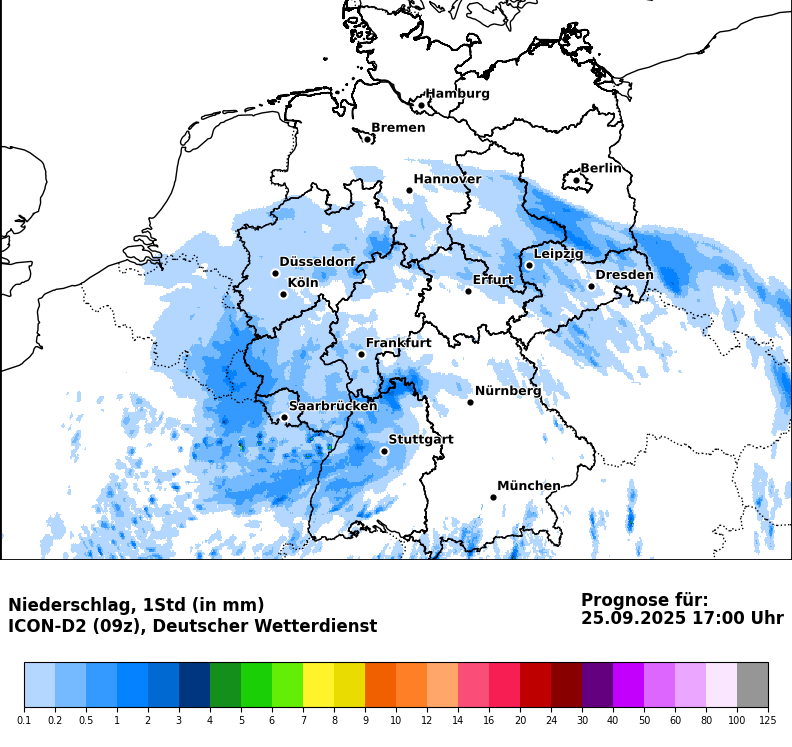 Hamburg
Bremen
Berlin
Hannover
Leipzig
Düsseldorf
Dresden
Köln
Erfurt
Frankfurt
Nürnberg
Saarbrücken
Stuttgart
München
Niederschlag, 1Std (in mm)
ICON-D2 (09z), Deutscher Wetterdienst
Prognose für:
25.09.2025 17:00 Uhr
0.1 0.2 0.5 1 2 3 4 5 6 7 8 9 10 12 14 16 20 24 30 40 50 60 80 100 125